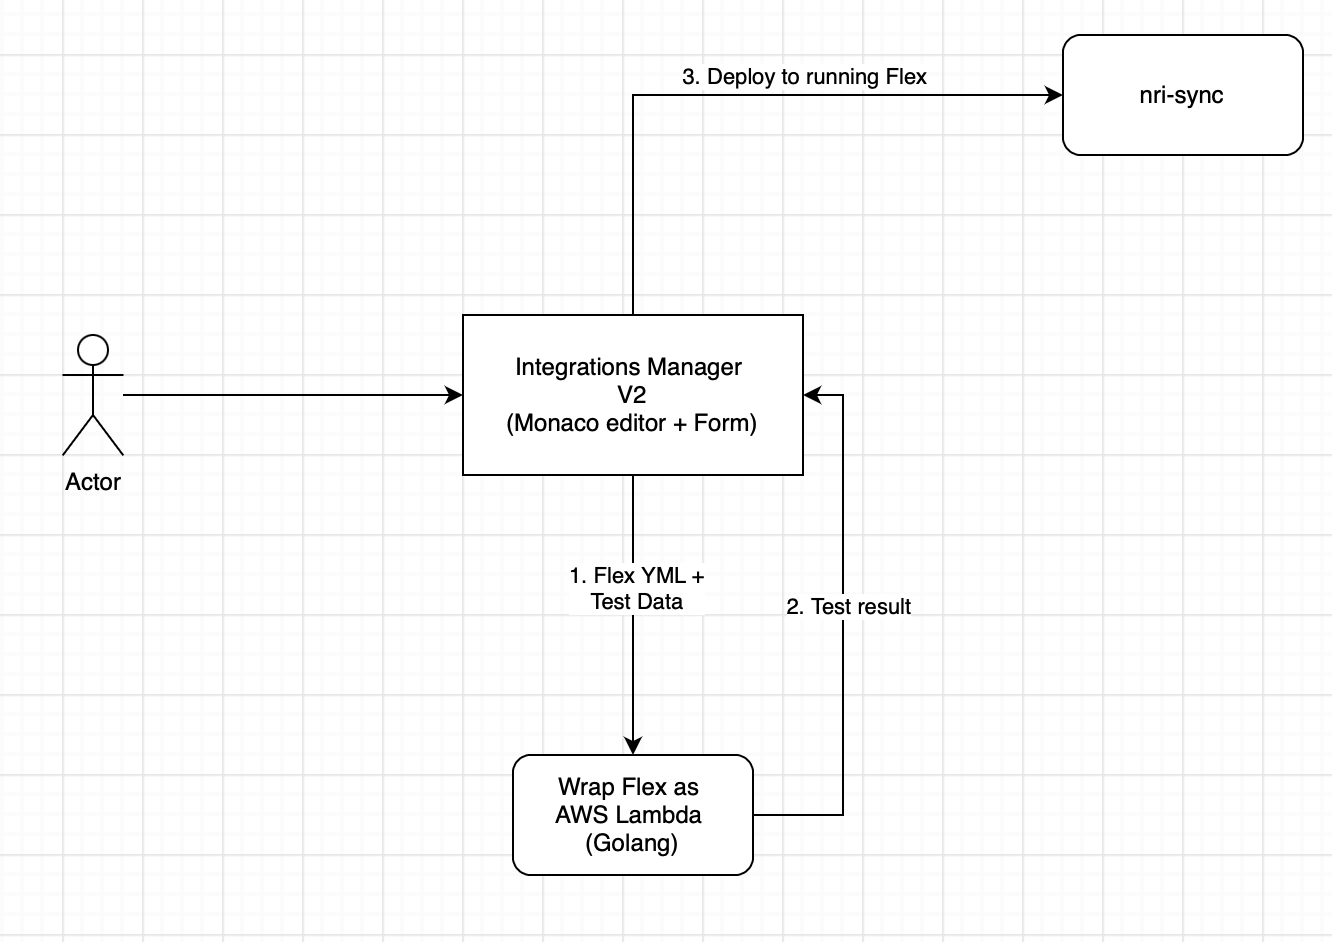 3. Deploy to running Flex
nri-sync
Integrations Manager
V2
(Monaco editor + Form)
Actor
1. Flex YML +
Test Data
2. Test result
Wrap Flex as
AWS Lambda
(Golang)